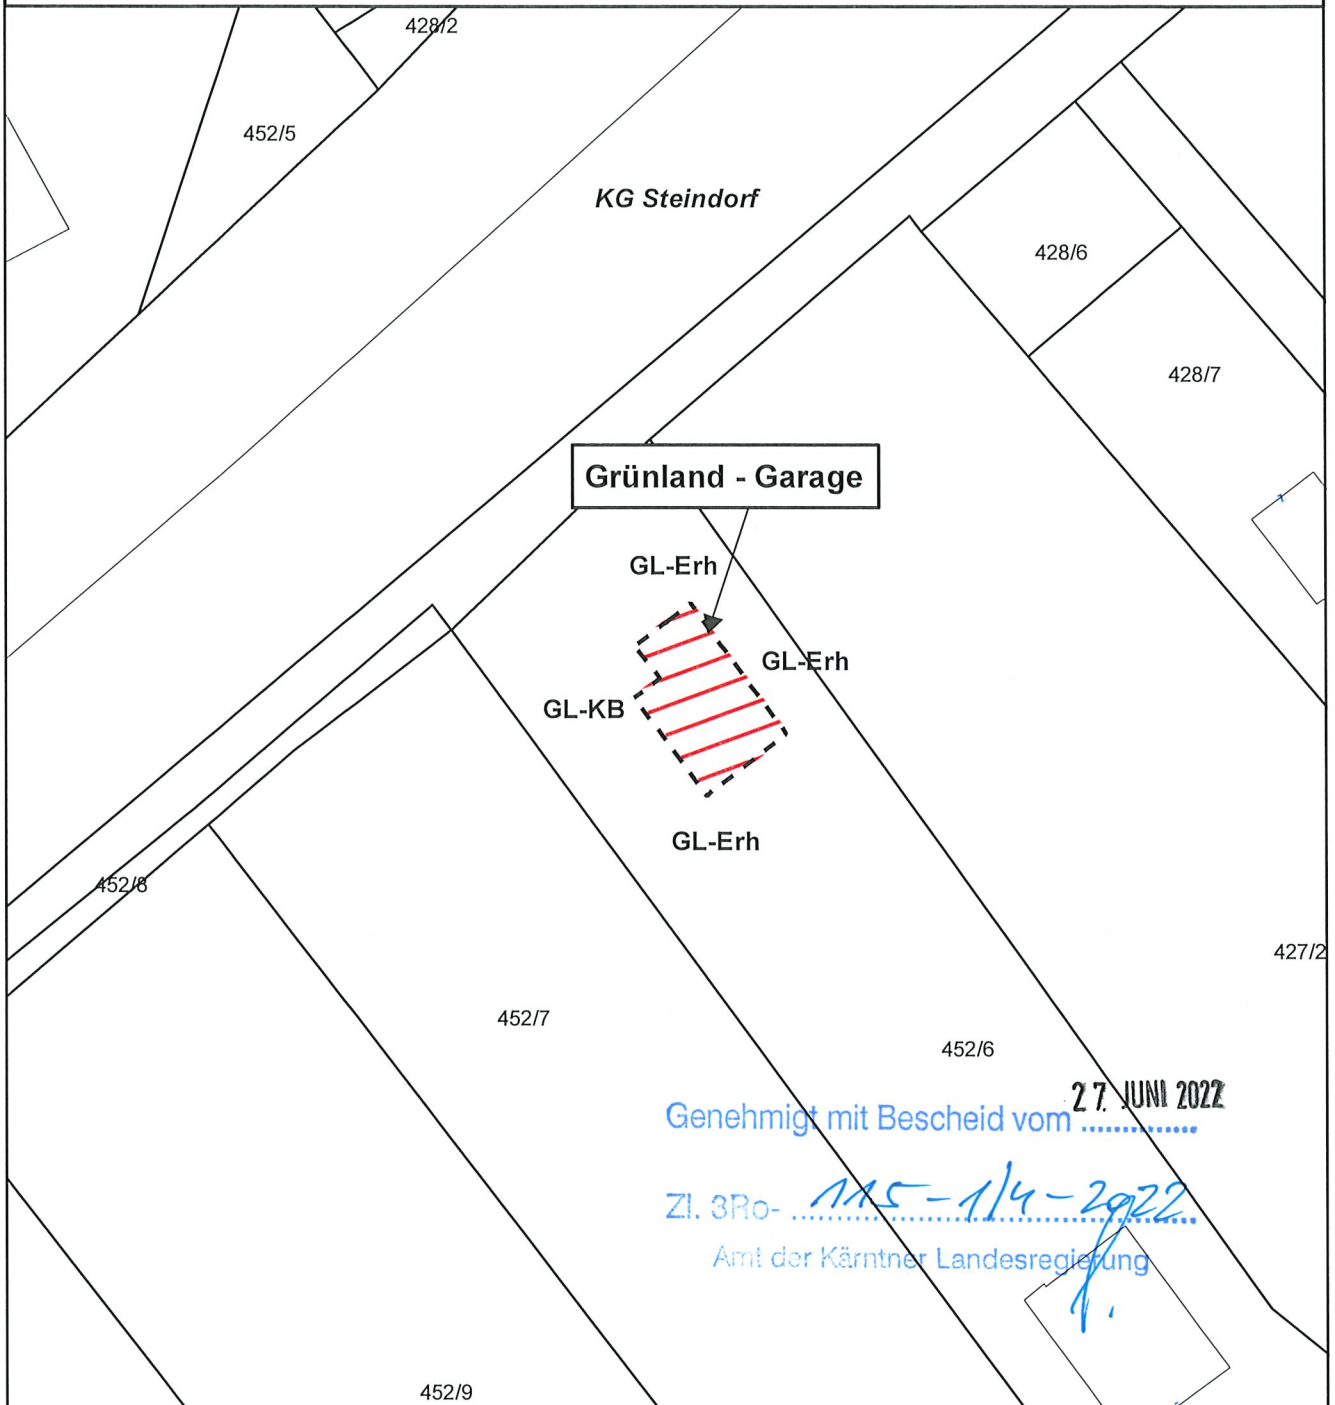 428/2
452/5
KG Steindorf
428/6
428/7
Grünland - Garage
GL-Erh
GL-Erh
GL-KB
GL-Erh
452/8
427/2
452/7
452/6
Genehmigt mit Bescheid vom 27. JUNI 2022
Zl. 3Ro- 115-1/4-2022
Amt der Kärntner Landesregierung
452/9